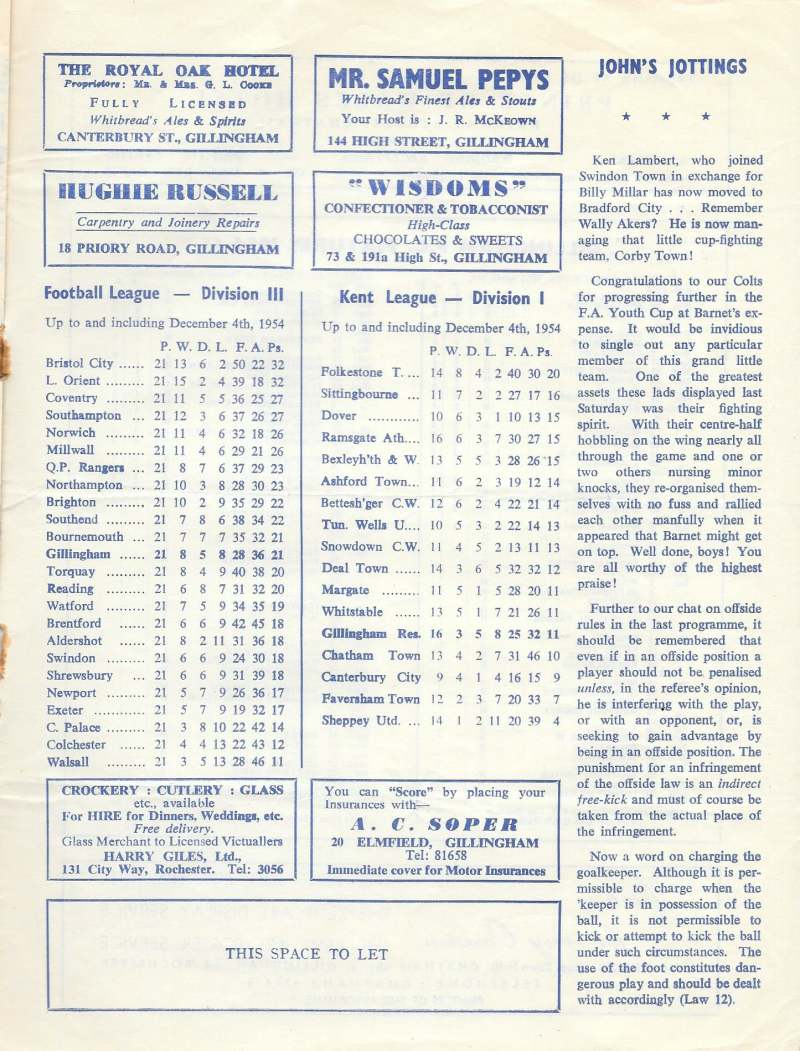 THE ROYAL OAK HOTEL
Proprietors: Mr. & Mrs. G. L. Cooke
Fully Licensed
Whitbread's Ales & Spirits
CANTERBURY ST., GILLINGHAM
MR. SAMUEL PEPYS
Whitbread's Finest Ales & Stouts
Your Host is : J. R. McKeown
144 HIGH STREET, GILLINGHAM
HUGHIE RUSSELL
Carpentry and Joinery Repairs
18 PRIORY ROAD, GILLINGHAM
"WISDOMS"
CONFECTIONER & TOBACCONIST
High-Class
CHOCOLATES & SWEETS
73 & 191a High St., GILLINGHAM
Football League — Division III
Up to and including December 4th, 1954
P. W. D. L. F. A. Ps.
Bristol City ...... 21 13 6 2 50 22 32
L. Orient ......... 21 15 2 4 39 18 32
Coventry ......... 21 11 5 5 36 25 27
Southampton ... 21 12 3 6 37 26 27
Norwich ......... 21 11 4 6 32 18 26
Millwall ......... 21 11 4 6 29 21 26
Q.P. Rangers ... 21 8 7 6 37 29 23
Northampton ... 21 10 3 8 28 30 23
Brighton ......... 21 10 2 9 35 29 22
Southend ......... 21 7 8 6 38 34 22
Bournemouth ... 21 7 7 7 35 32 21
Gillingham ...... 21 8 5 8 28 36 21
Torquay ......... 21 8 4 9 40 38 20
Reading ......... 21 6 8 7 31 32 20
Watford ......... 21 7 5 9 34 35 19
Brentford ...... 21 6 6 9 42 45 18
Aldershot ...... 21 8 2 11 31 36 18
Swindon ......... 21 6 6 9 24 30 18
Shrewsbury ... 21 6 6 9 31 39 18
Newport ......... 21 5 7 9 26 36 17
Exeter ............ 21 5 7 9 19 32 17
C. Palace ......... 21 3 8 10 22 42 14
Colchester ...... 21 4 4 13 22 43 12
Walsall ......... 21 3 5 13 28 46 11
Kent League — Division I
Up to and including December 4th, 1954
P. W. D. L. F. A. Ps.
Folkestone T. ... 14 8 4 2 40 30 20
Sittingbourne ... 11 7 2 2 27 17 16
Dover ............ 10 6 3 1 10 13 15
Ramsgate Ath.... 16 6 3 7 30 27 15
Bexleyh'th & W. 13 5 5 3 28 26 15
Ashford Town... 11 6 2 3 19 12 14
Bettesh'ger C.W. 12 6 2 4 22 21 14
Tun. Wells U.... 10 5 3 2 22 14 13
Snowdown C.W. 11 4 5 2 13 11 13
Deal Town ...... 14 3 6 5 32 32 12
Margate ......... 11 5 1 5 28 20 11
Whitstable ...... 13 5 1 7 21 26 11
Gillingham Res. 16 3 5 8 25 32 11
Chatham Town 13 4 2 7 31 46 10
Canterbury City 9 4 1 4 16 15 9
Faversham Town 12 2 3 7 20 33 7
Sheppey Utd. ... 14 1 2 11 20 39 4
CROCKERY : CUTLERY : GLASS
etc., available
For HIRE for Dinners, Weddings, etc.
Free delivery.
Glass Merchant to Licensed Victuallers
HARRY GILES, Ltd.,
131 City Way, Rochester. Tel: 3056
You can "Score" by placing your
Insurances with—
A. C. SOPER
20 ELMFIELD, GILLINGHAM
Tel: 81658
Immediate cover for Motor Insurances
THIS SPACE TO LET
JOHN'S JOTTINGS
★ ★ ★
Ken Lambert, who joined
Swindon Town in exchange for
Billy Millar has now moved to
Bradford City . . . Remember
Wally Akers? He is now man-
aging that little cup-fighting
team, Corby Town!
Congratulations to our Colts
for progressing further in the
F.A. Youth Cup at Barnet's ex-
pense. It would be invidious
to single out any particular
member of this grand little
team. One of the greatest
assets these lads displayed last
Saturday was their fighting
spirit. With their centre-half
hobbling on the wing nearly all
through the game and one or
two others nursing minor
knocks, they re-organised them-
selves with no fuss and rallied
each other manfully when it
appeared that Barnet might get
on top. Well done, boys! You
are all worthy of the highest
praise!
Further to our chat on offside
rules in the last programme, it
should be remembered that
even if in an offside position a
player should not be penalised
unless, in the referee's opinion,
he is interfering with the play,
or with an opponent, or, is
seeking to gain advantage by
being in an offside position. The
punishment for an infringement
of the offside law is an indirect
free-kick and must of course be
taken from the actual place of
the infringement.
Now a word on charging the
goalkeeper. Although it is per-
missible to charge when the
'keeper is in possession of the
ball, it is not permissible to
kick or attempt to kick the ball
under such circumstances. The
use of the foot constitutes dan-
gerous play and should be dealt
with accordingly (Law 12).